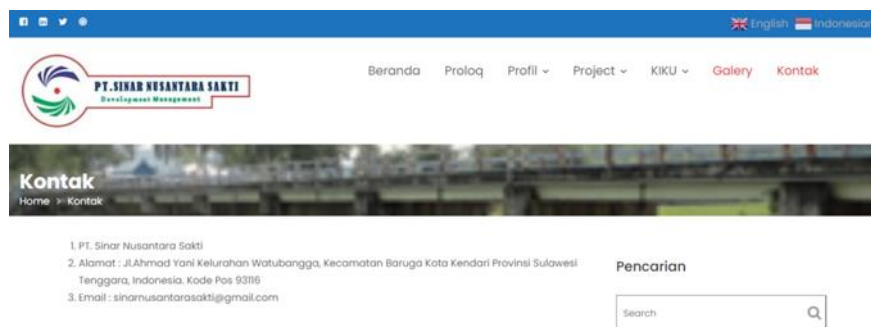 English Indonesian
PT.SINAR NUSANTARA SAKTI
Development Management
Beranda Proloq Profil Project KIKU Galery Kontak
Kontak
Home > Kontak
1. PT. Sinar Nusantara Sakti
2. Alamat : Jl.Ahmad Yani Kelurahan Watubangga, Kecamatan Baruga Kota Kendari Provinsi Sulawesi
Tenggara, Indonesia. Kode Pos 93116
3. Email : sinarnusantarasakti@gmail.com
Pencarian
Search